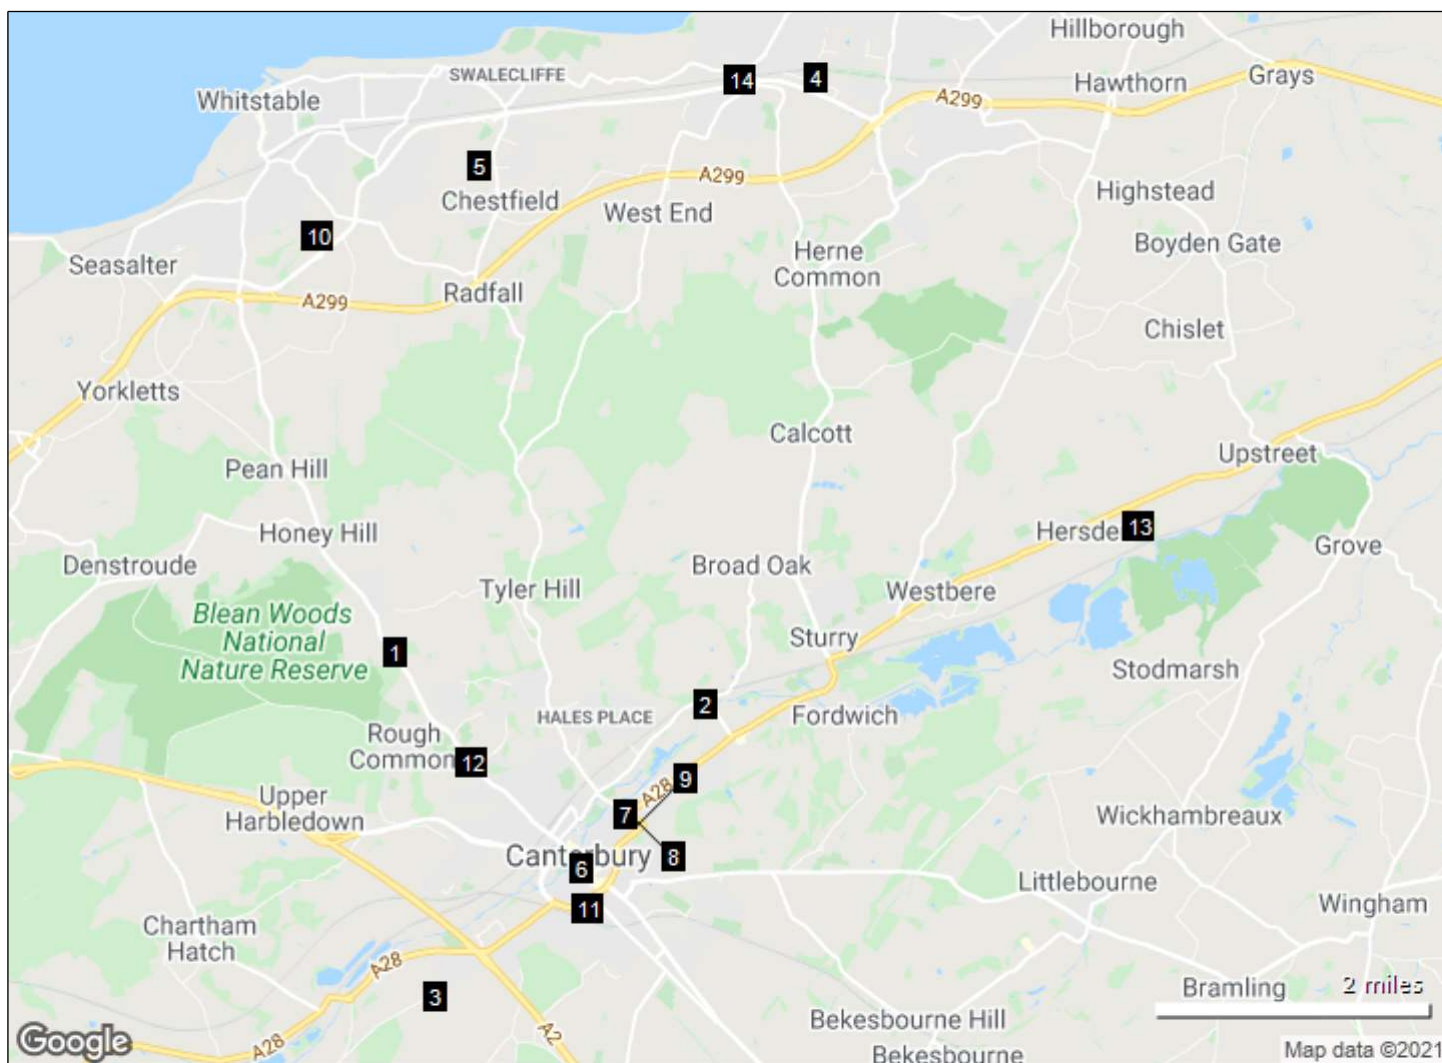 Hillborough
SWALECLIFFE
14
4
Hawthorn
Grays
Whitstable
A299
5
Chestfield
A299
West End
Highstead
10
Seasalter
Herne
Common
Boyden Gate
Radfall
A299
Chislet
Yorkletts
Calcott
Pean Hill
Upstreet
Honey Hill
Hersde
13
Grove
Denstroude
Broad Oak
Tyler Hill
Westbere
Blean Woods
National
Nature Reserve
1
Sturry
Stodmarsh
2
HALES PLACE
Fordwich
Rough
Common
12
9
A28
Upper
Harbledown
7
Wickhambreaux
Canterbury
8
6
Littlebourne
11
Wingham
Chartham
Hatch
A28
3
Bramling
2 miles
Bekesbourne Hill
A2
Google
A28
Bekesbourne
Map data ©2021